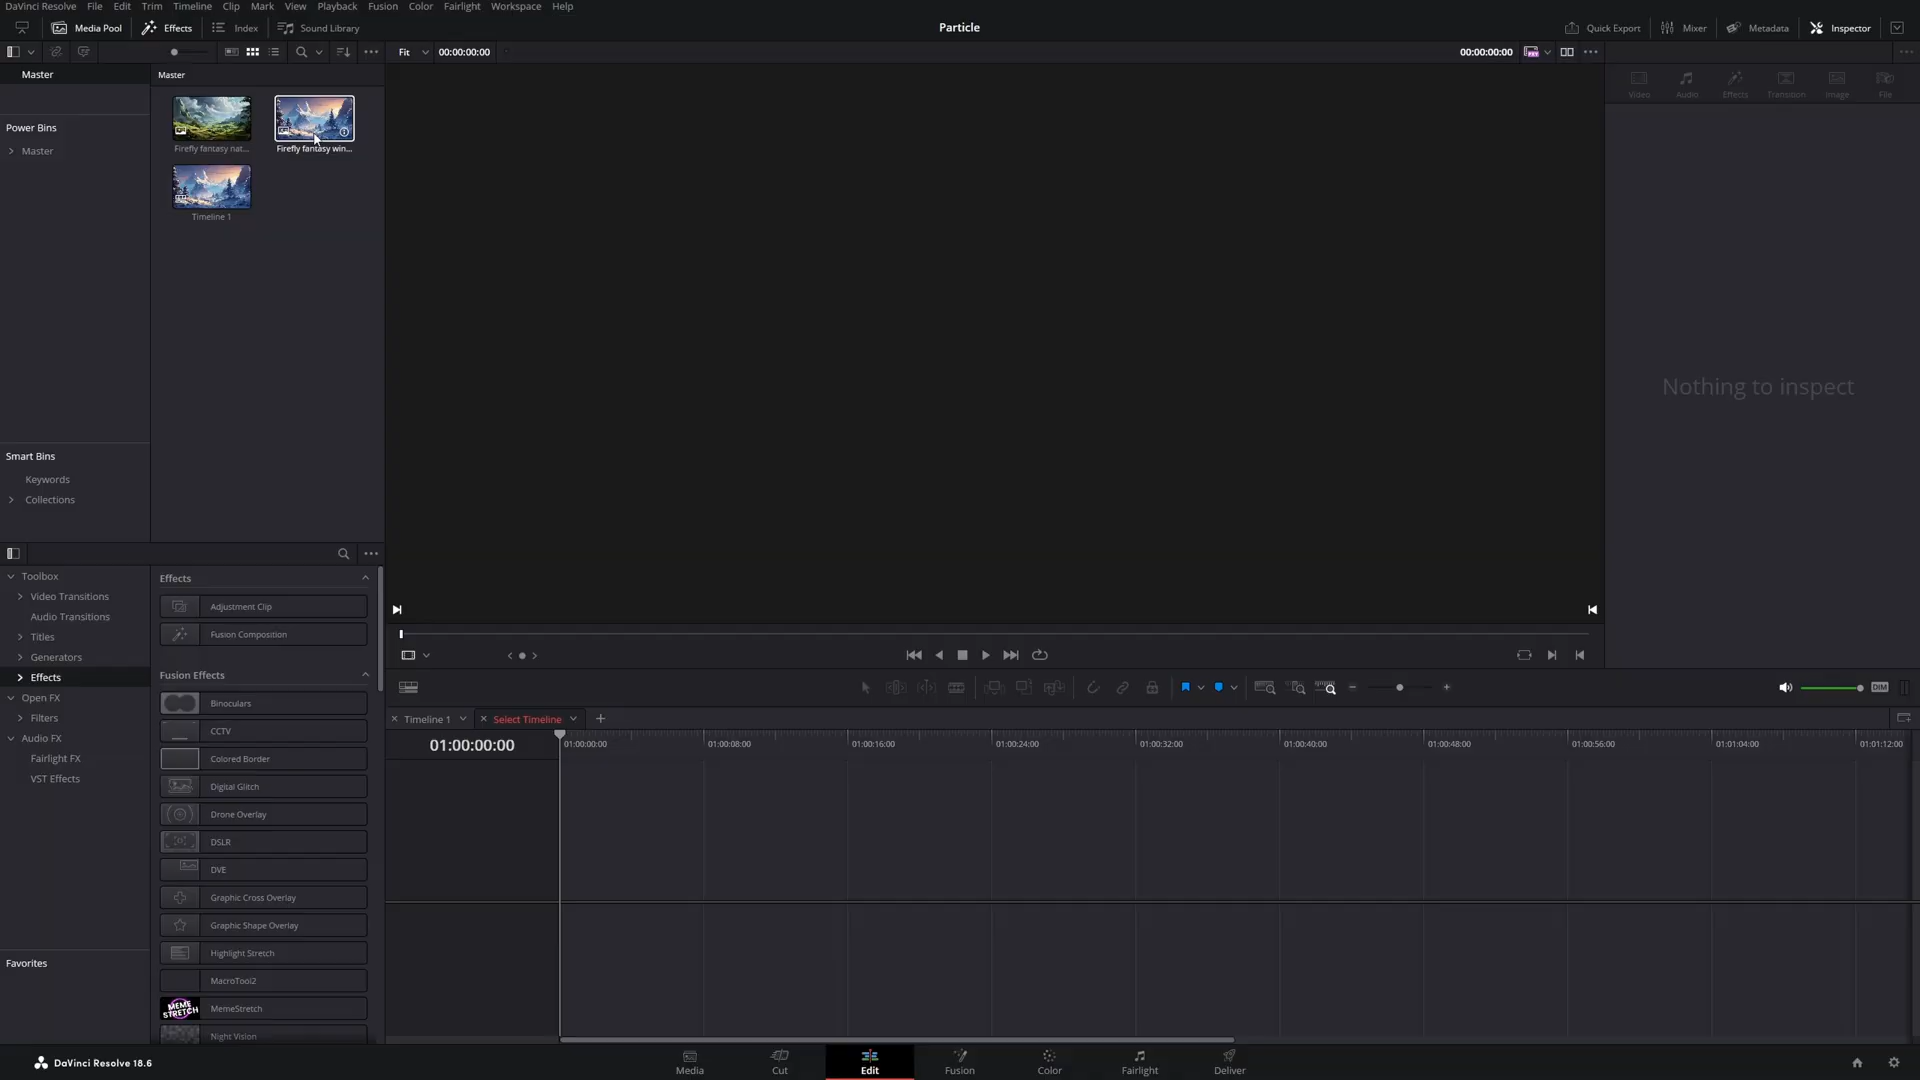 DaVinci Resolve File Edit Trim Timeline Clip Mark View Playback Fusion Color Fairlight Workspace Help
Media Pool Effects Index Sound Library Particle Quick Export Mixer Metadata Inspector
Fit 00:00:00:00 00:00:00:00
Master Master
Video Audio Effects Transition Image File
Power Bins
Master
Firefly fantasy nat... Firefly fantasy win...
Timeline 1
Nothing to inspect
Smart Bins
Keywords
Collections
Toolbox
Video Transitions
Audio Transitions
Titles
Generators
Effects
Open FX
Filters
Audio FX
Fairlight FX
VST Effects
Favorites
Effects
Adjustment Clip
Fusion Composition
Fusion Effects
Binoculars
CCTV
Colored Border
Digital Glitch
Drone Overlay
DSLR
DVE
Graphic Cross Overlay
Graphic Shape Overlay
Highlight Stretch
MacroTool2
MEME STRETCH MemeStretch
Night Vision
DIM
Timeline 1 Select Timeline
01:00:00:00 01:00:00:00 01:00:08:00 01:00:16:00 01:00:24:00 01:00:32:00 01:00:40:00 01:00:48:00 01:00:56:00 01:01:04:00 01:01:12:00
DaVinci Resolve 18.6 Media Cut Edit Fusion Color Fairlight Deliver